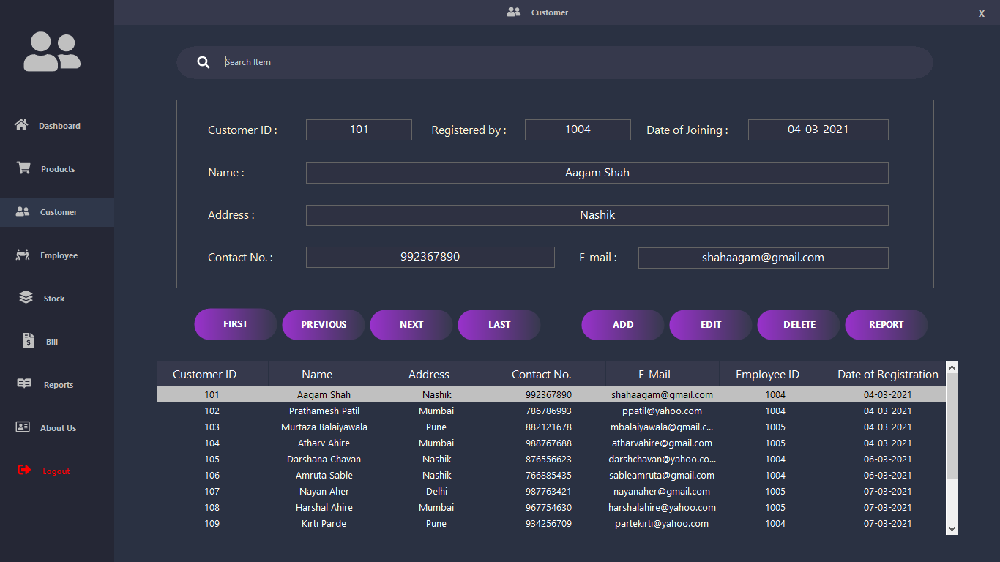 Customer
x
Search Item
Dashboard
Products
Customer
Employee
Stock
Bill
Reports
About Us
Logout
Customer ID : 101 Registered by : 1004 Date of Joining : 04-03-2021
Name : Aagam Shah
Address : Nashik
Contact No. : 992367890 E-mail : shahaagam@gmail.com
FIRST PREVIOUS NEXT LAST ADD EDIT DELETE REPORT
Customer ID Name Address Contact No. E-Mail Employee ID Date of Registration
101 Aagam Shah Nashik 992367890 shahaagam@gmail.com 1004 04-03-2021
102 Prathamesh Patil Mumbai 786786993 ppatil@yahoo.com 1004 04-03-2021
103 Murtaza Balaiyawala Pune 882121678 mbalaiyawala@gmail.c... 1005 04-03-2021
104 Atharv Ahire Mumbai 988767688 atharvahire@gmail.com 1005 04-03-2021
105 Darshana Chavan Nashik 876556623 darshchavan@yahoo.co... 1004 06-03-2021
106 Amruta Sable Nashik 766885435 sableamruta@gmail.com 1004 06-03-2021
107 Nayan Aher Delhi 987763421 nayanaher@gmail.com 1005 07-03-2021
108 Harshal Ahire Mumbai 967754630 harshalahire@yahoo.com 1005 07-03-2021
109 Kirti Parde Pune 934256709 partekirti@yahoo.com 1004 07-03-2021